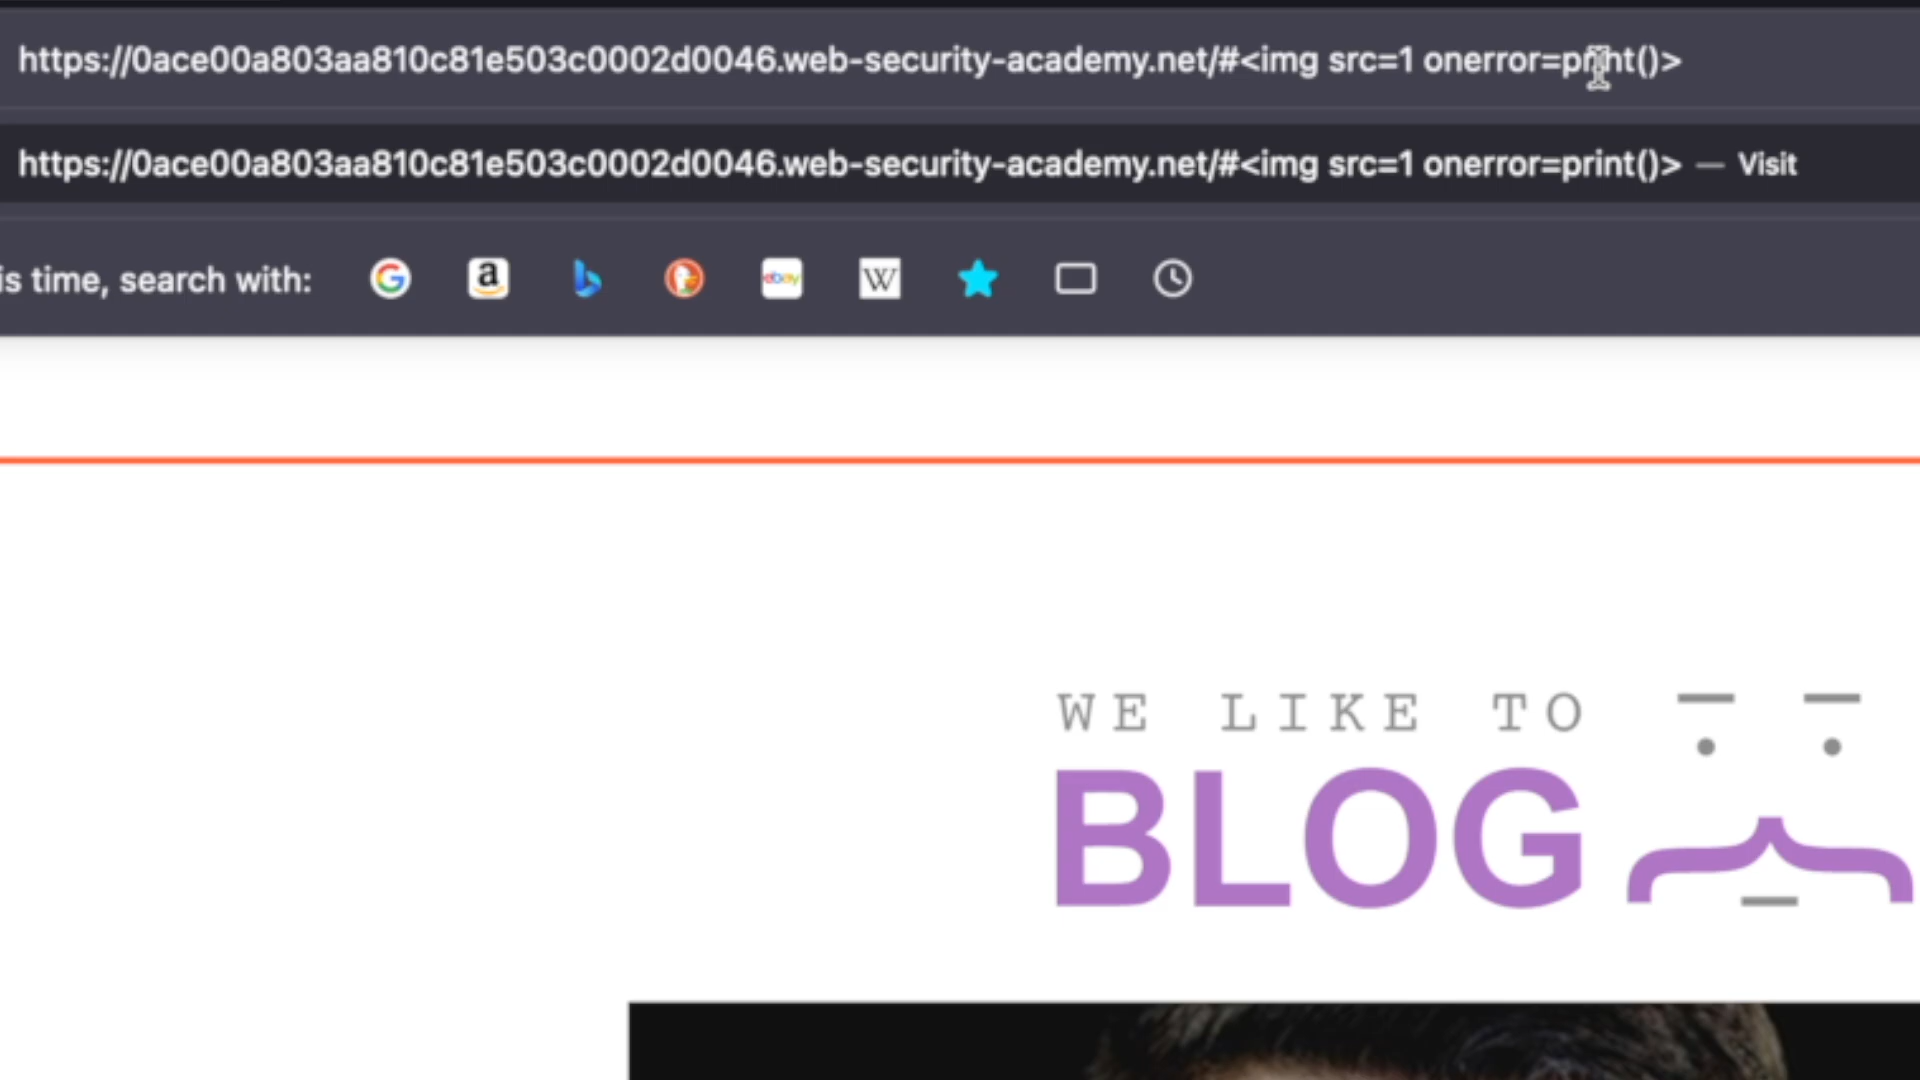 https://0ace00a803aa810c81e503c0002d0046.web-security-academy.net/#<img src=1 onerror=print()>
https://0ace00a803aa810c81e503c0002d0046.web-security-academy.net/#<img src=1 onerror=print()> — Visit
is time, search with:
a
ebay
W
WE LIKE TO
BLOG